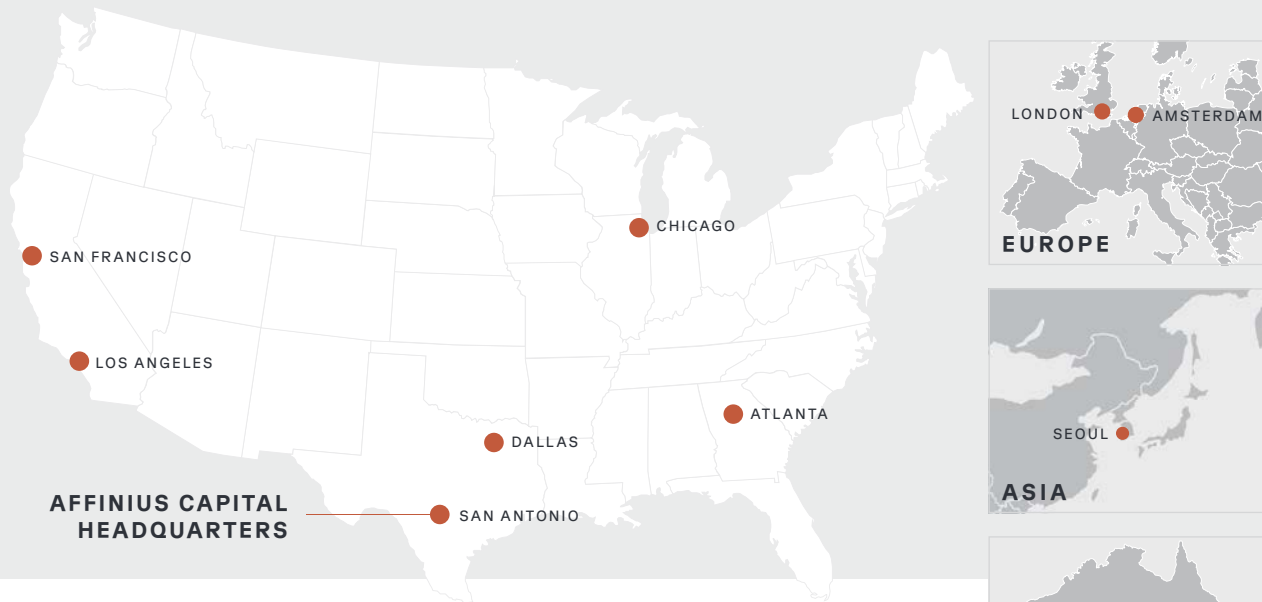 CHICAGO
SAN FRANCISCO
LOS ANGELES
ATLANTA
DALLAS
AFFINIUS CAPITAL
HEADQUARTERS
SAN ANTONIO
LONDON
AMSTERDAM
EUROPE
SEOUL
ASIA